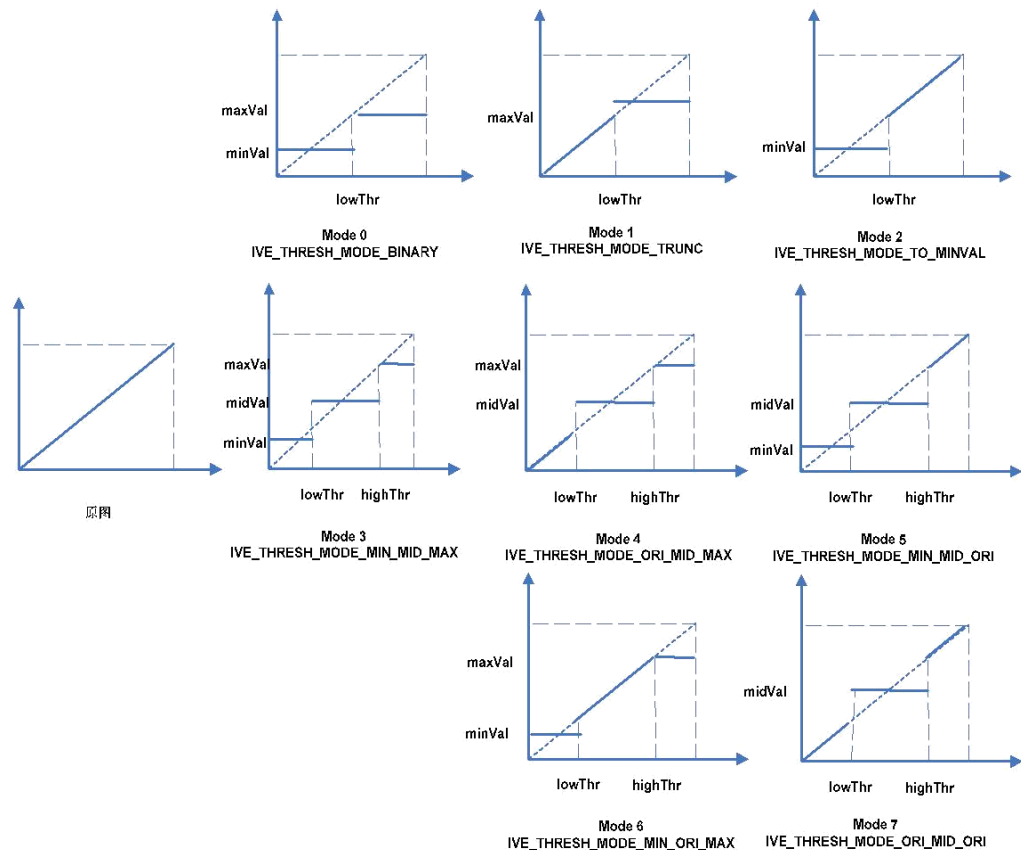 maxVal
minVal
lowThr
Mode 0
IVE_THRESH_MODE_BINARY
maxVal
lowThr
Mode 1
IVE_THRESH_MODE_TRUNC
minVal
lowThr
Mode 2
IVE_THRESH_MODE_TO_MINVAL
原图
maxVal
midVal
minVal
lowThr
highThr
Mode 3
IVE_THRESH_MODE_MIN_MID_MAX
maxVal
midVal
lowThr
highThr
Mode 4
IVE_THRESH_MODE_ORI_MID_MAX
midVal
minVal
lowThr
highThr
Mode 5
IVE_THRESH_MODE_MIN_MID_ORI
maxVal
minVal
lowThr
highThr
Mode 6
IVE_THRESH_MODE_MIN_ORI_MAX
midVal
lowThr
highThr
Mode 7
IVE_THRESH_MODE_ORI_MID_ORI